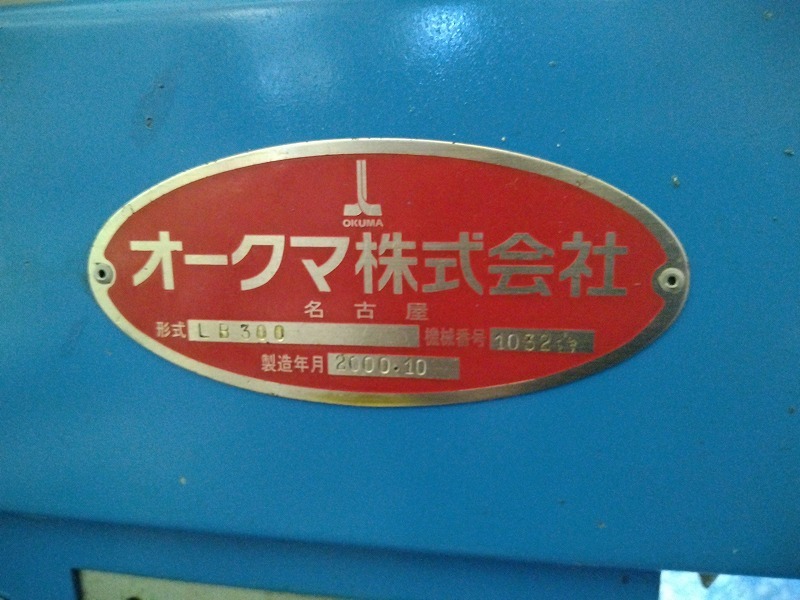 OKUMA
オークマ株式会社
名古屋
形式 LB300 機械番号
製造年月 2000.10